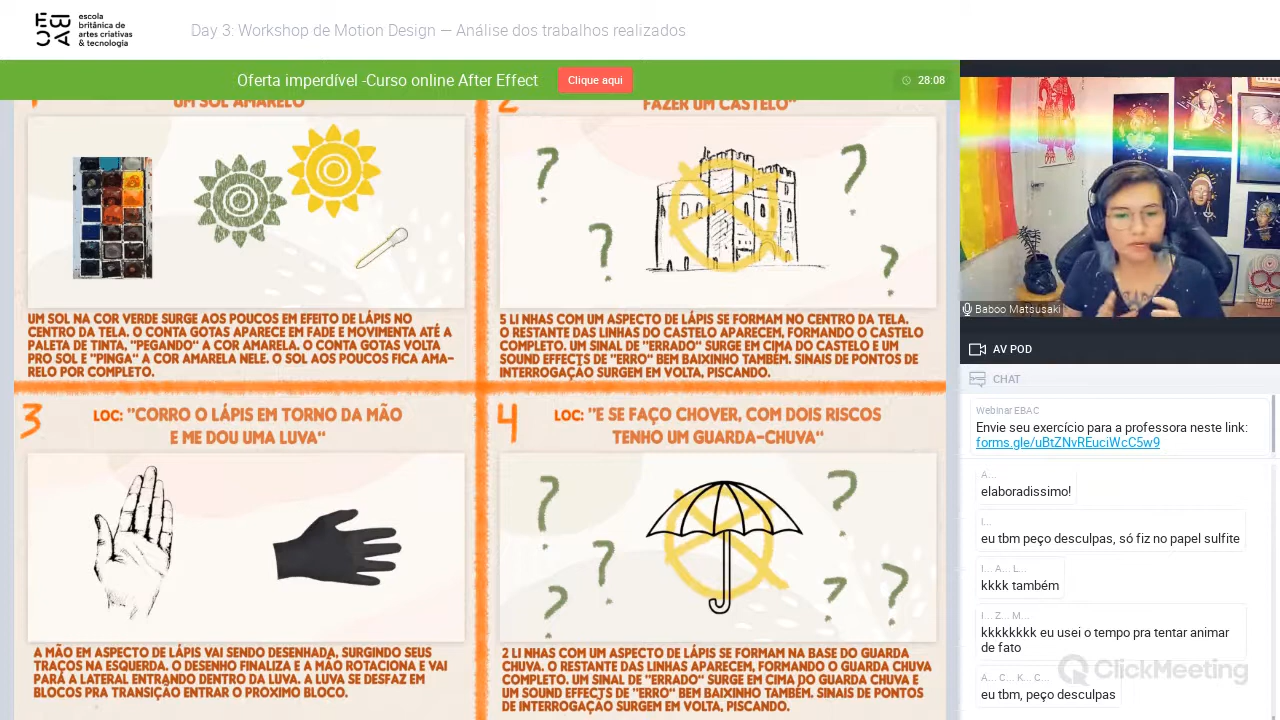 EBAC
escola
britânica de
artes criativas
& tecnologia
Day 3: Workshop de Motion Design — Análise dos trabalhos realizados
Oferta imperdível -Curso online After Effect
Clique aqui
28:08
1
UM SOL AMARELO"
UM SOL NA COR VERDE SURGE AOS POUCOS EM EFEITO DE LÁPIS NO
CENTRO DA TELA. O CONTA GOTAS APARECE EM FADE E MOVIMENTA ATÉ A
PALETA DE TINTA, "PEGANDO" A COR AMARELA. O CONTA GOTAS VOLTA
PRO SOL E "PINGA" A COR AMARELA NELE. O SOL AOS POUCOS FICA AMA-
RELO POR COMPLETO.
2
FAZER UM CASTELO"
? ? ? ?
5 LI NHAS COM UM ASPECTO DE LÁPIS SE FORMAM NO CENTRO DA TELA.
O RESTANTE DAS LINHAS DO CASTELO APARECEM, FORMANDO O CASTELO
COMPLETO. UM SINAL DE "ERRADO" SURGE EM CIMA DO CASTELO E UM
SOUND EFFECTS DE "ERRO" BEM BAIXINHO TAMBÉM. SINAIS DE PONTOS DE
INTERROGAÇÃO SURGEM EM VOLTA, PISCANDO.
3
LOC: "CORRO O LÁPIS EM TORNO DA MÃO
E ME DOU UMA LUVA"
A MÃO EM ASPECTO DE LÁPIS VAI SENDO DESENHADA, SURGINDO SEUS
TRAÇOS NA ESQUERDA. O DESENHO FINALIZA E A MÃO ROTACIONA E VAI
PARA A LATERAL ENTRANDO DENTRO DA LUVA. A LUVA SE DESFAZ EM
BLOCOS PRA TRANSIÇÃO ENTRAR O PROXIMO BLOCO.
4
LOC: "E SE FAÇO CHOVER, COM DOIS RISCOS
TENHO UM GUARDA-CHUVA"
? ? ? ? ? ?
2 LI NHAS COM UM ASPECTO DE LÁPIS SE FORMAM NA BASE DO GUARDA
CHUVA. O RESTANTE DAS LINHAS APARECEM, FORMANDO O GUARDA CHUVA
COMPLETO. UM SINAL DE "ERRADO" SURGE EM CIMA DO GUARDA CHUVA E
UM SOUND EFFECTS DE "ERRO" BEM BAIXINHO TAMBÉM. SINAIS DE PONTOS
DE INTERROGAÇÃO SURGEM EM VOLTA, PISCANDO.
Baboo Matsusaki
AV POD
CHAT
Webinar EBAC
Envie seu exercício para a professora neste link:
forms.gle/uBtZNvREuciWcC5w9
A...
elaboradissimo!
I...
eu tbm peço desculpas, só fiz no papel sulfite
I... A... L...
kkkk também
I... Z... M...
kkkkkkkk eu usei o tempo pra tentar animar
de fato
A... C... K... C...
eu tbm, peço desculpas
ClickMeeting